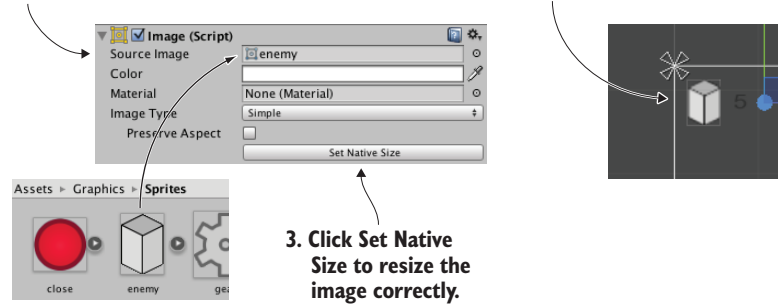 Image (Script)
Source Image
enemy
Color
Material
None (Material)
Image Type
Simple
Preserve Aspect
Set Native Size
5
Assets ▸ Graphics ▸ Sprites
close
enemy
gea
3. Click Set Native
Size to resize the
image correctly.